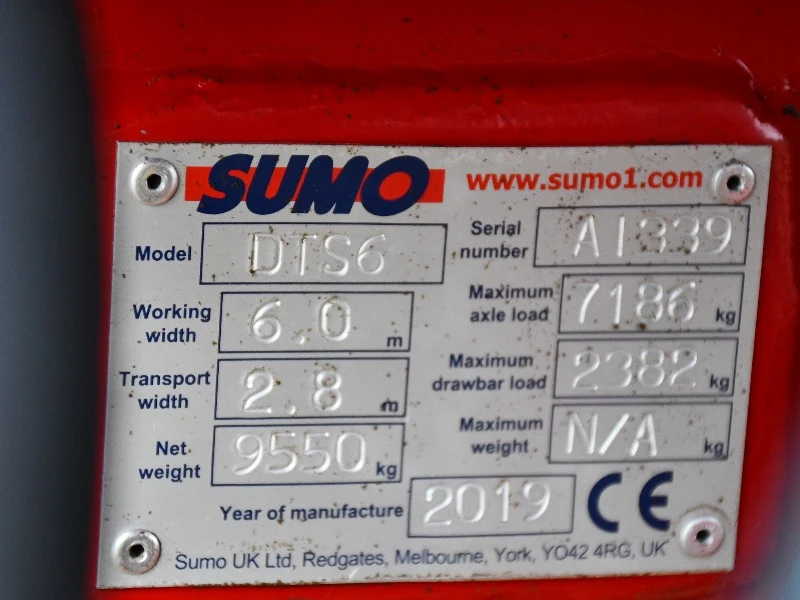 SUMO www.sumo1.com
Model DTS6 Serial number A1339
Working width 6.0 m Maximum axle load 7186 kg
Transport width 2.8 m Maximum drawbar load 2382 kg
Net weight 9550 kg Maximum weight N/A kg
Year of manufacture 2019 CE
Sumo UK Ltd, Redgates, Melbourne, York, YO42 4RG, UK